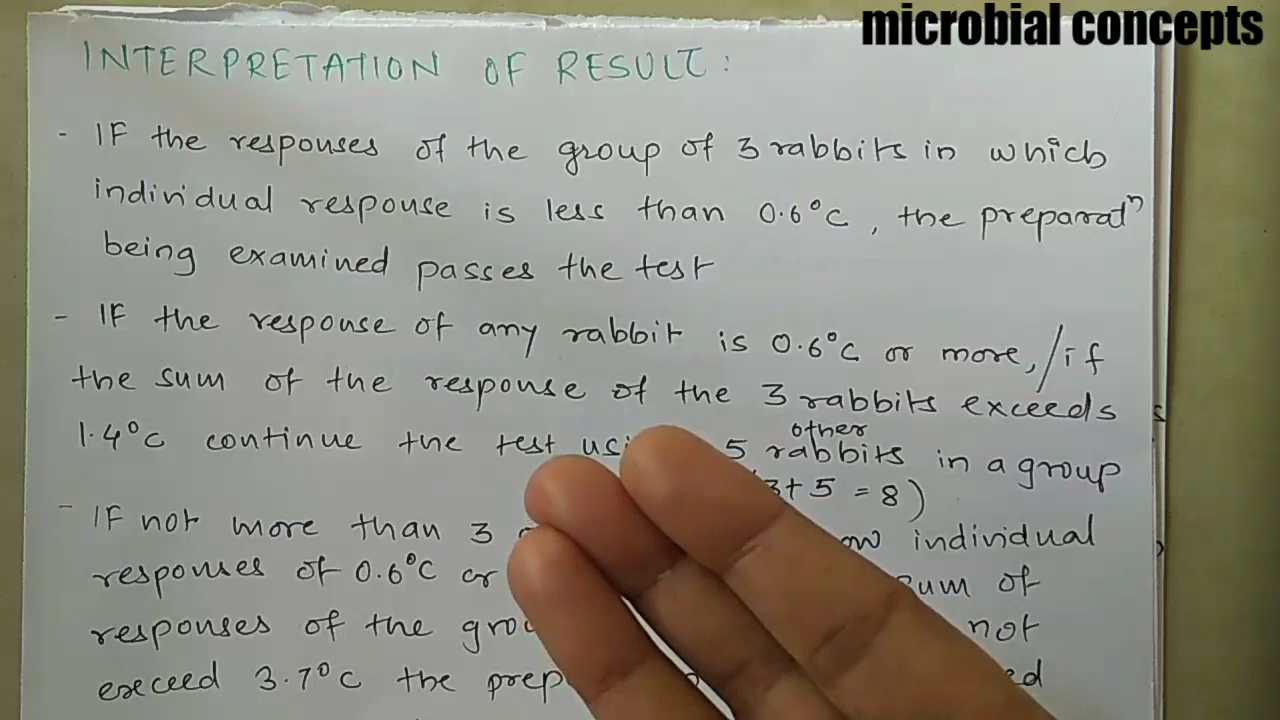 microbial concepts
INTERPRETATION OF RESULT:
- IF the responses of the group of 3 rabbits in which
individual response is less than 0.6°C, the preparatⁿ
being examined passes the test
- IF the response of any rabbit is 0.6°C or more, / if
the sum of the response of the 3 rabbits exceeds
other
1.4°C continue the test 5 rabbits in a group
3+5 = 8)
- IF not more than 3 individual
responses of 0.6°C or sum of
responses of the not
exceed 3.7°C the